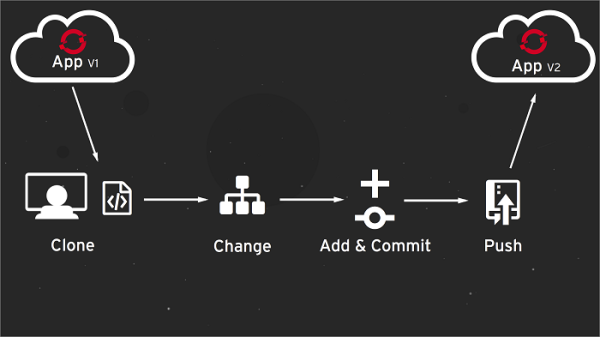 App V1
App V2
</>
Clone
Change
Add & Commit
Push